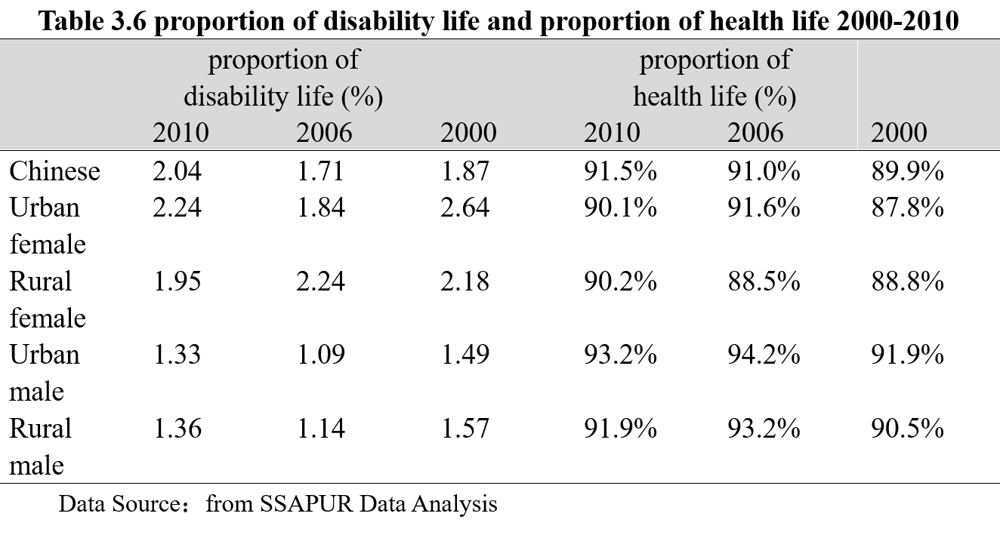 Table 3.6 proportion of disability life and proportion of health life 2000-2010
proportion of proportion of
disability life (%) health life (%)
2010 2006 2000 2010 2006 2000
Chinese 2.04 1.71 1.87 91.5% 91.0% 89.9%
Urban 2.24 1.84 2.64 90.1% 91.6% 87.8%
female
Rural 1.95 2.24 2.18 90.2% 88.5% 88.8%
female
Urban 1.33 1.09 1.49 93.2% 94.2% 91.9%
male
Rural 1.36 1.14 1.57 91.9% 93.2% 90.5%
male
Data Source：from SSAPUR Data Analysis